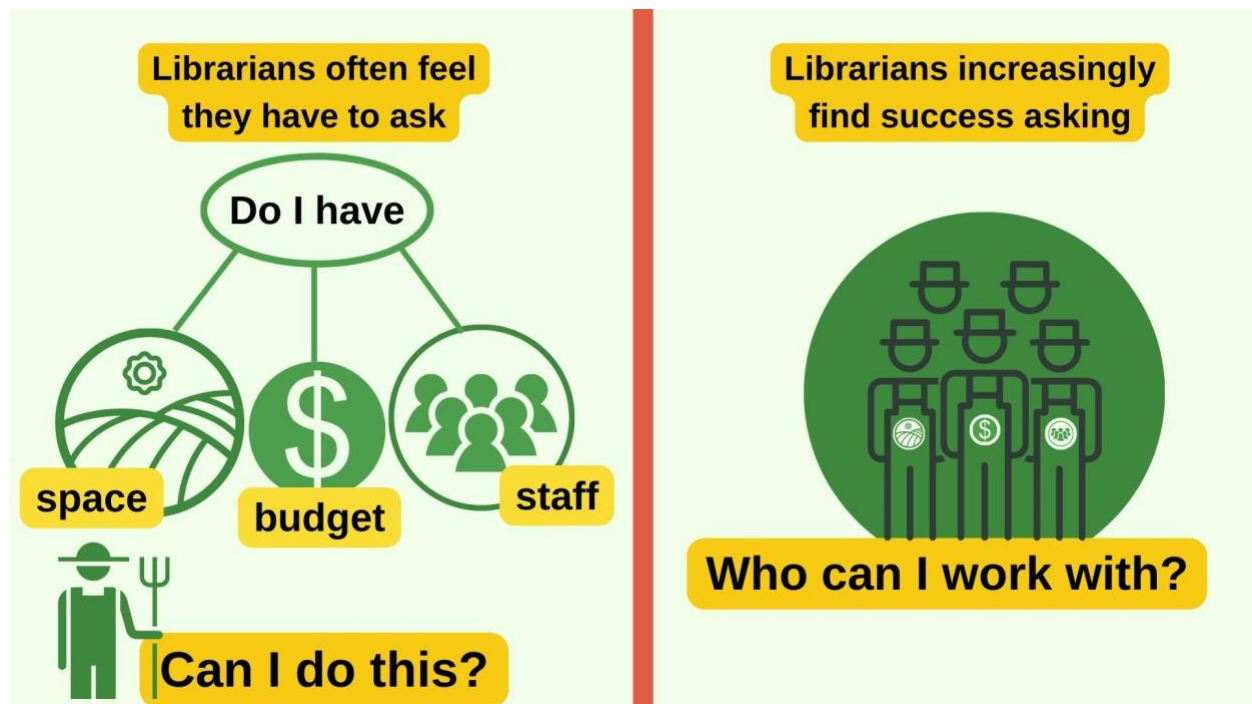 Librarians often feel
they have to ask
Do I have
$
space
budget
staff
Can I do this?
Librarians increasingly
find success asking
$
Who can I work with?